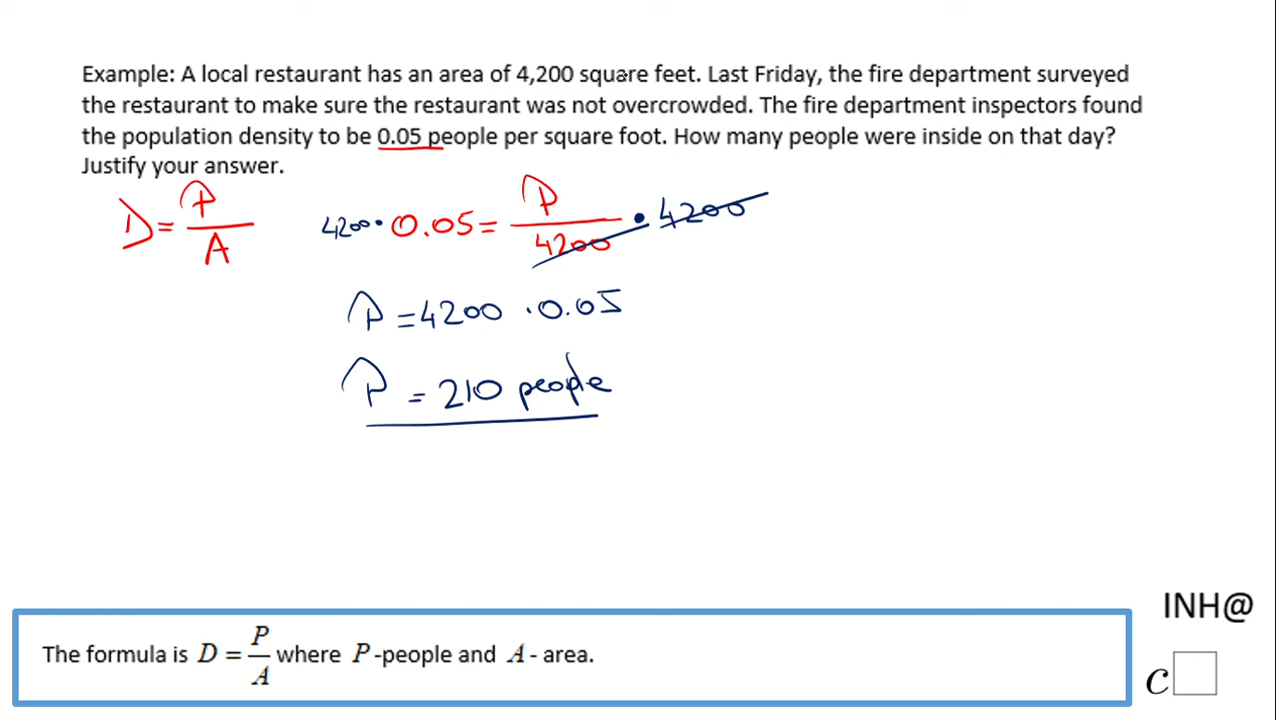 Example: A local restaurant has an area of 4,200 square feet. Last Friday, the fire department surveyed
the restaurant to make sure the restaurant was not overcrowded. The fire department inspectors found
the population density to be 0.05 people per square foot. How many people were inside on that day?
Justify your answer.
D = P/A
4200 · 0.05 = P/4200 · 4200
P = 4200 · 0.05
P = 210 people
INH@
The formula is D = P/A where P -people and A - area.
c